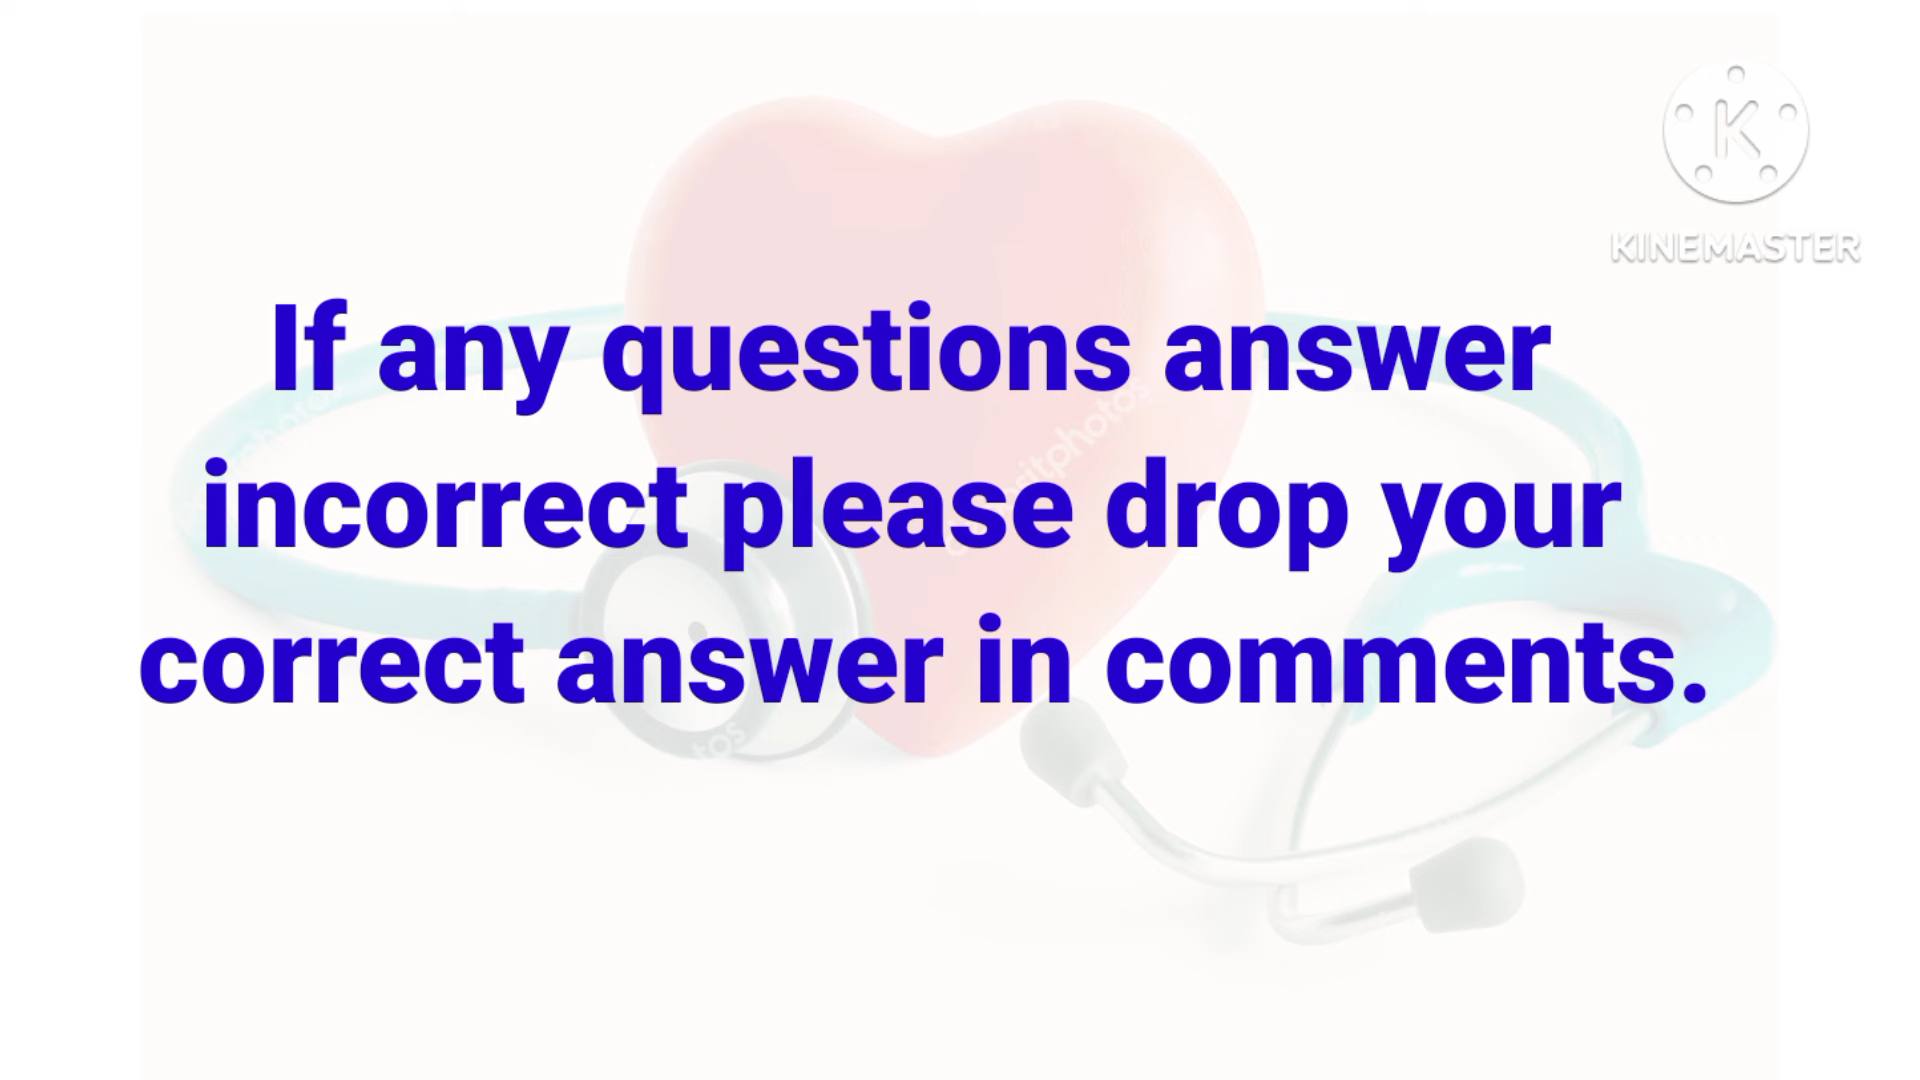 KINEMASTER
If any questions answer
incorrect please drop your
correct answer in comments.